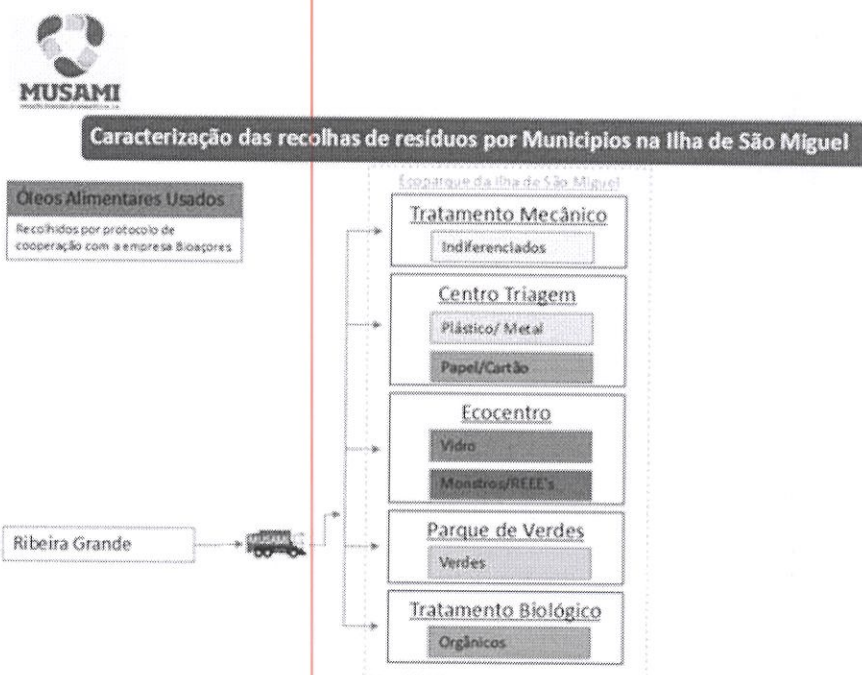 MUSAMI
Caracterização das recolhas de resíduos por Municipios na Ilha de São Miguel
Óleos Alimentares Usados
Recolhidos por protocolo de
cooperação com a empresa Bioaçores
Ecoparque da Ilha de São Miguel
Tratamento Mecânico
Indiferenciados
Centro Triagem
Plástico/ Metal
Papel/Cartão
Ecocentro
Vidro
Monstros/REEE's
Ribeira Grande
Parque de Verdes
Verdes
Tratamento Biológico
Orgânicos